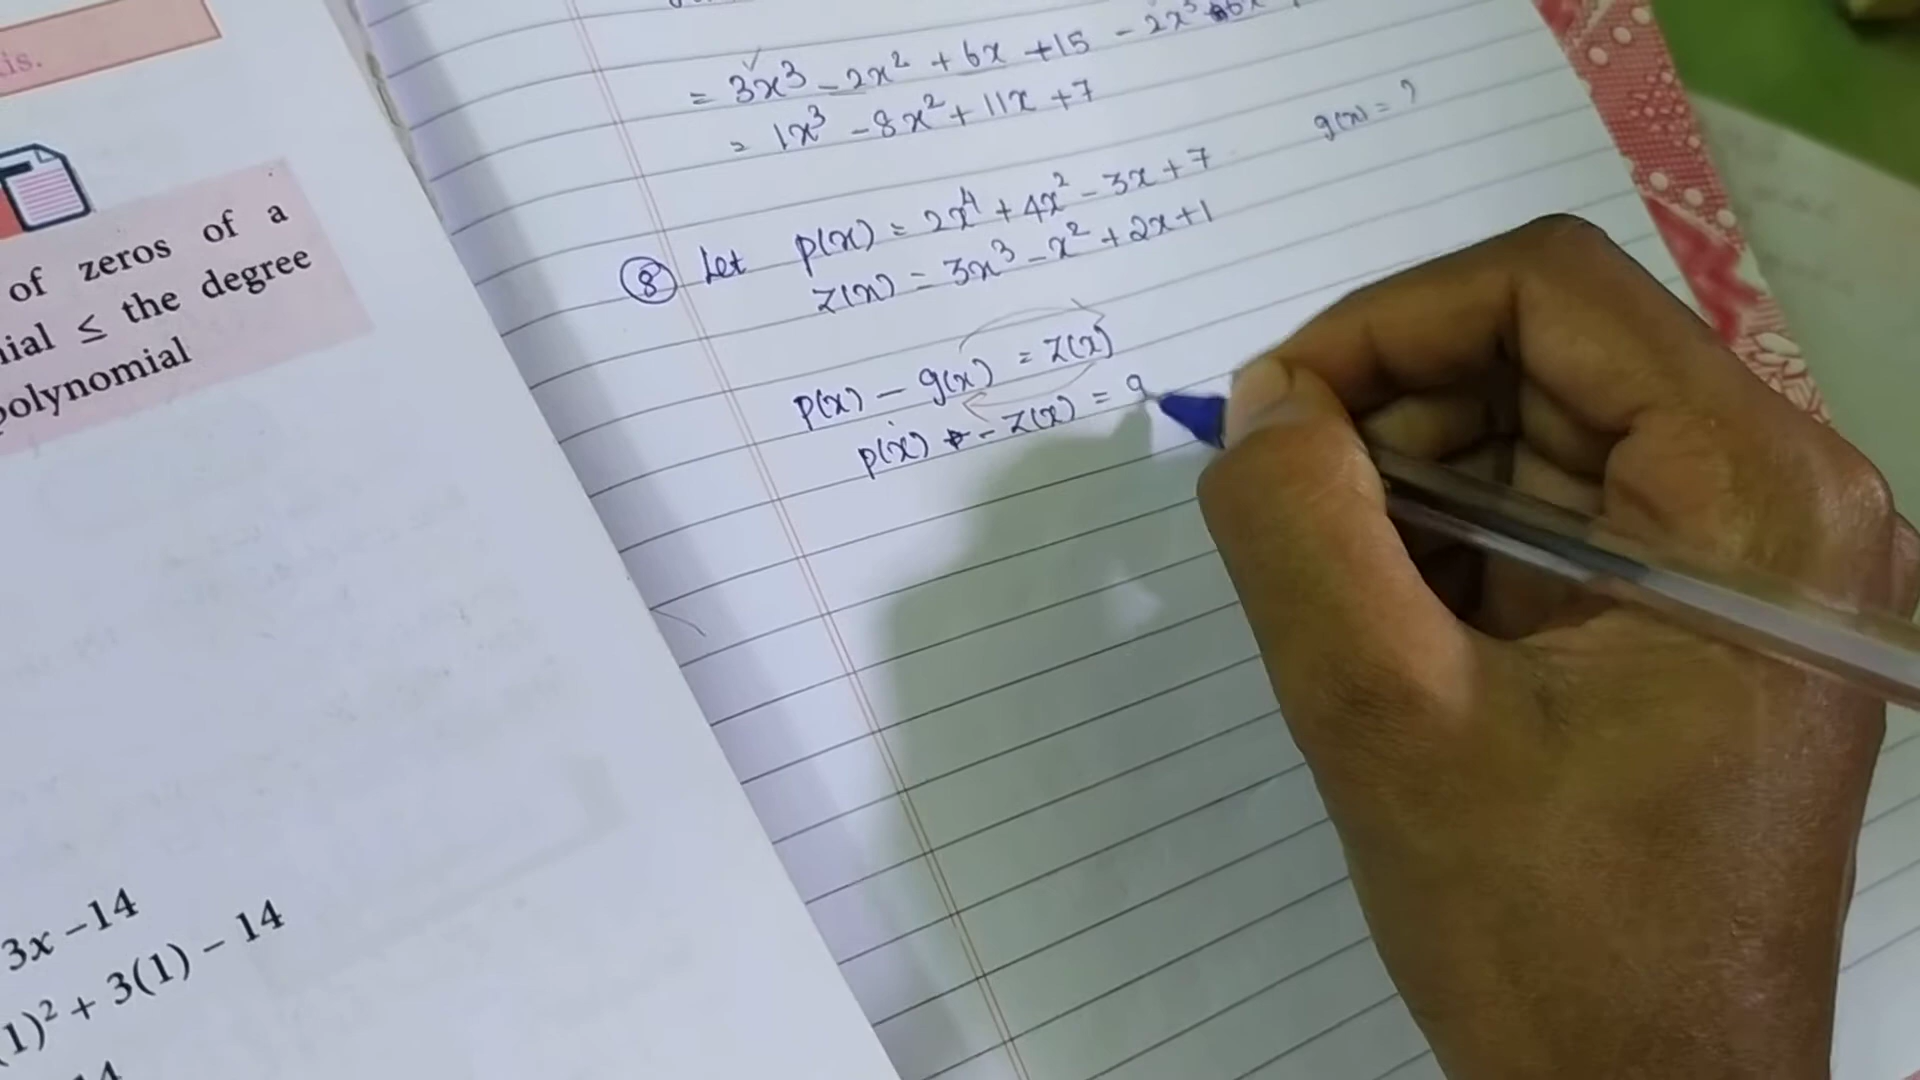 is.
of zeros of a
ial ≤ the degree
polynomial
3x – 14
1)² + 3(1) – 14
= 3x³ - 2x² + 6x + 15 - 2x³
= 1x³ - 8x² + 11x + 7
g(x) = ?
⑧ Let p(x) = 2x⁴ + 4x² - 3x + 7
z(x) = 3x³ - x² + 2x + 1
p(x) - g(x) = z(x)
p(x) - z(x) = g